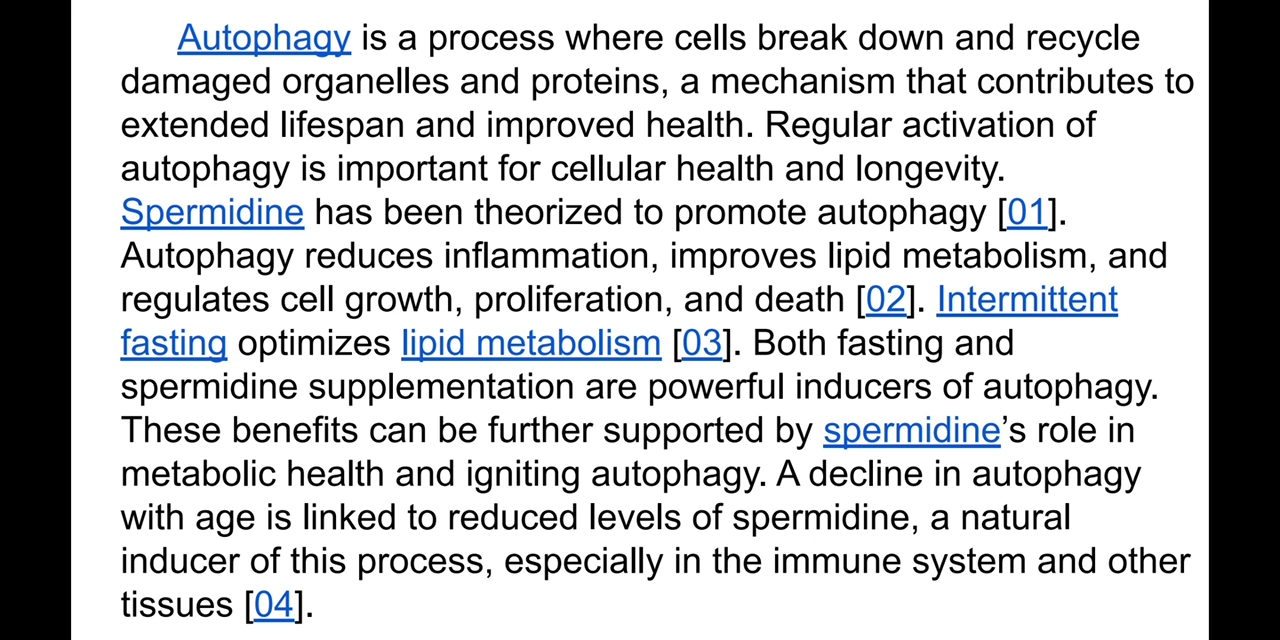 Autophagy is a process where cells break down and recycle
damaged organelles and proteins, a mechanism that contributes to
extended lifespan and improved health. Regular activation of
autophagy is important for cellular health and longevity.
Spermidine has been theorized to promote autophagy [01].
Autophagy reduces inflammation, improves lipid metabolism, and
regulates cell growth, proliferation, and death [02]. Intermittent
fasting optimizes lipid metabolism [03]. Both fasting and
spermidine supplementation are powerful inducers of autophagy.
These benefits can be further supported by spermidine’s role in
metabolic health and igniting autophagy. A decline in autophagy
with age is linked to reduced levels of spermidine, a natural
inducer of this process, especially in the immune system and other
tissues [04].